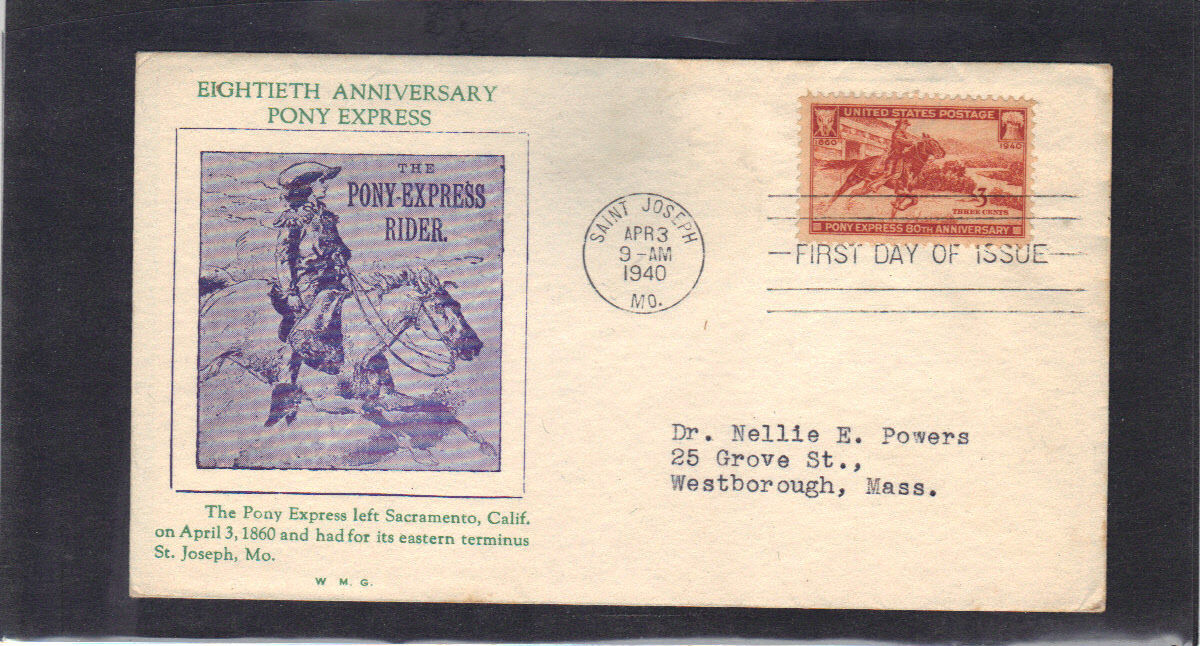 EIGHTIETH ANNIVERSARY
PONY EXPRESS
THE
PONY-EXPRESS
RIDER.
The Pony Express left Sacramento, Calif.
on April 3, 1860 and had for its eastern terminus
St. Joseph, Mo.
W M. G.
SAINT JOSEPH
APR 3
9-AM
1940
MO.
UNITED STATES POSTAGE
1860
1940
3
THREE CENTS
PONY EXPRESS 80TH ANNIVERSARY
FIRST DAY OF ISSUE
Dr. Nellie E. Powers
25 Grove St.,
Westborough, Mass.